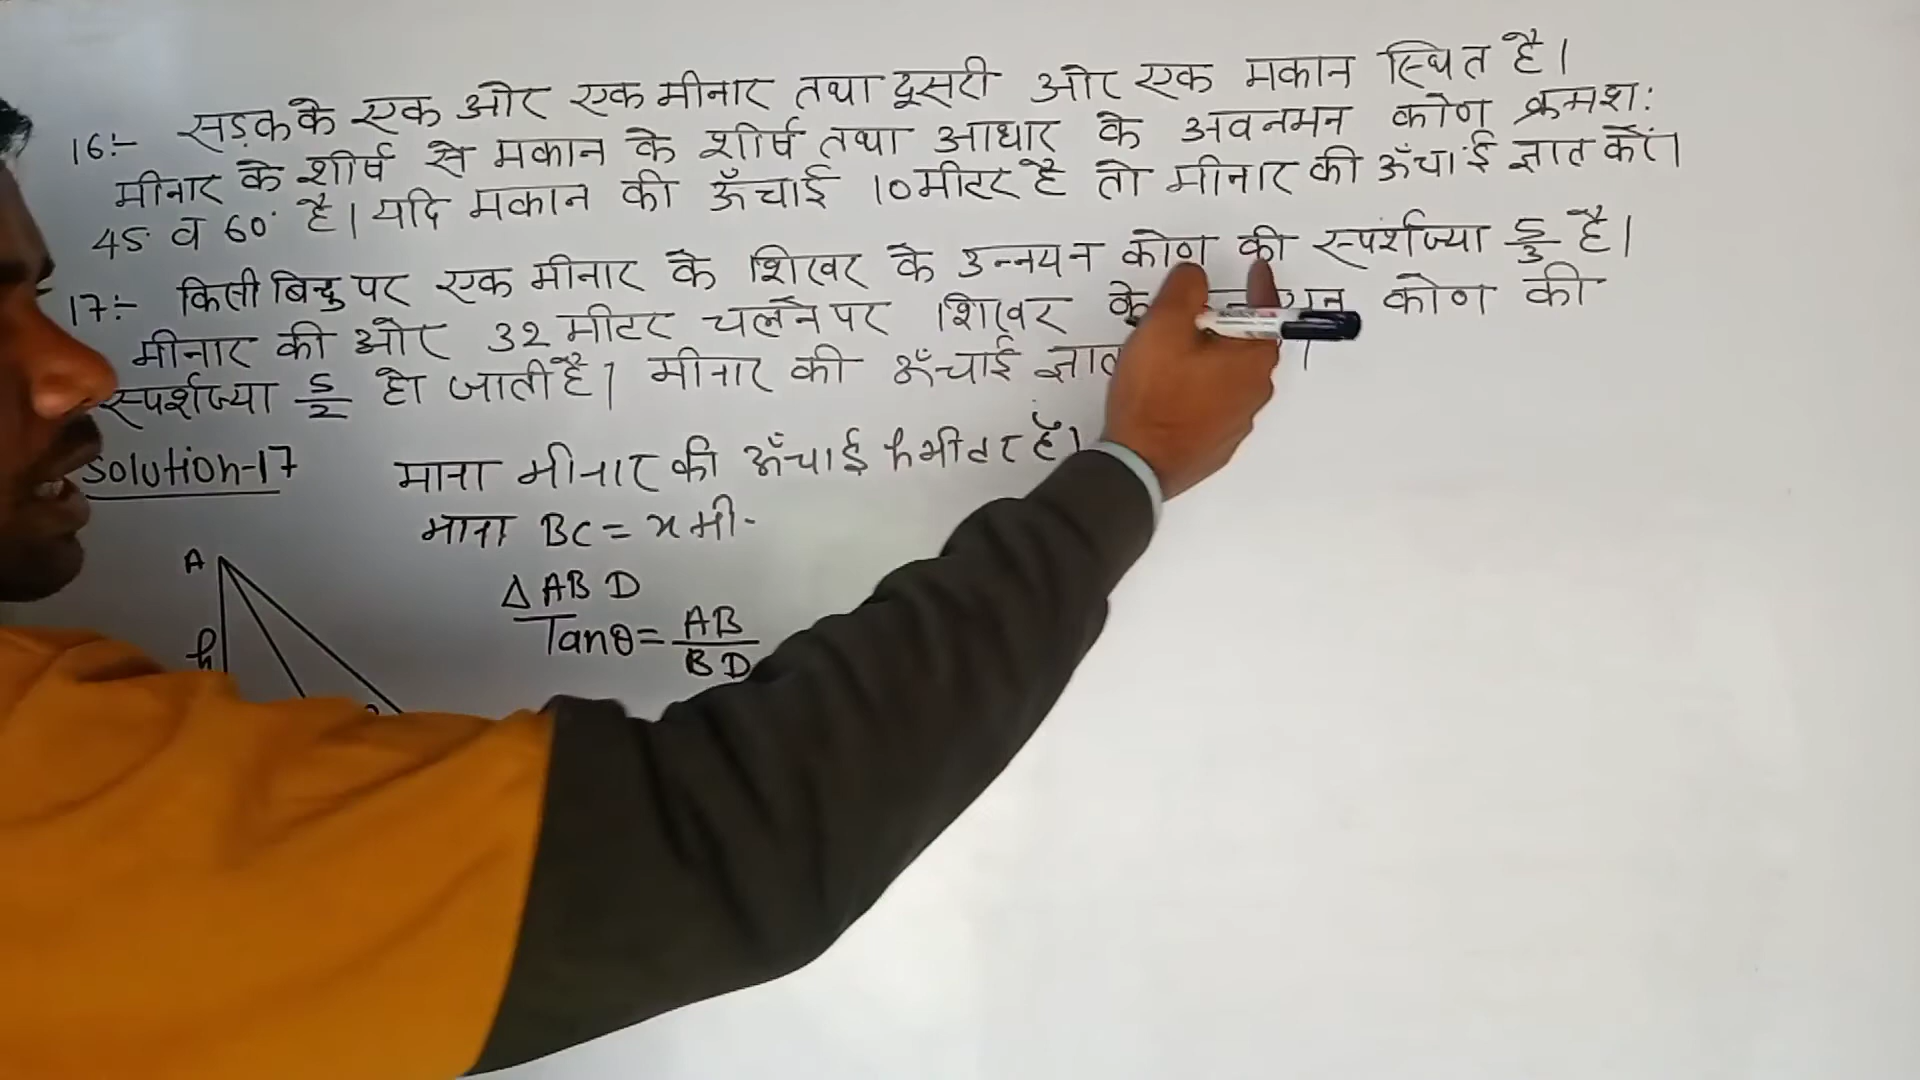 16:- सड़क के एक ओर एक मीनार तथा दूसरी ओर एक मकान स्थित है।
मीनार के शीर्ष से मकान के शीर्ष तथा आधार के अवनमन कोण क्रमश:
45° व 60° है। यदि मकान की ऊँचाई 10 मीटर है तो मीनार की ऊँचाई ज्ञात करें।
17:- किसी बिन्दु पर एक मीनार के शिखर के उन्नयन कोण की स्पर्शज्या 5/3 है।
मीनार की ओर 32 मीटर चलने पर शिखर के कोण की
स्पर्शज्या 5/2 हो जाती है। मीनार की ऊँचाई ज्ञात
Solution-17 माना मीनार की ऊँचाई h मीटर है।
माना BC = x मी.
A
Δ ABD
h
Tanθ = AB/BD